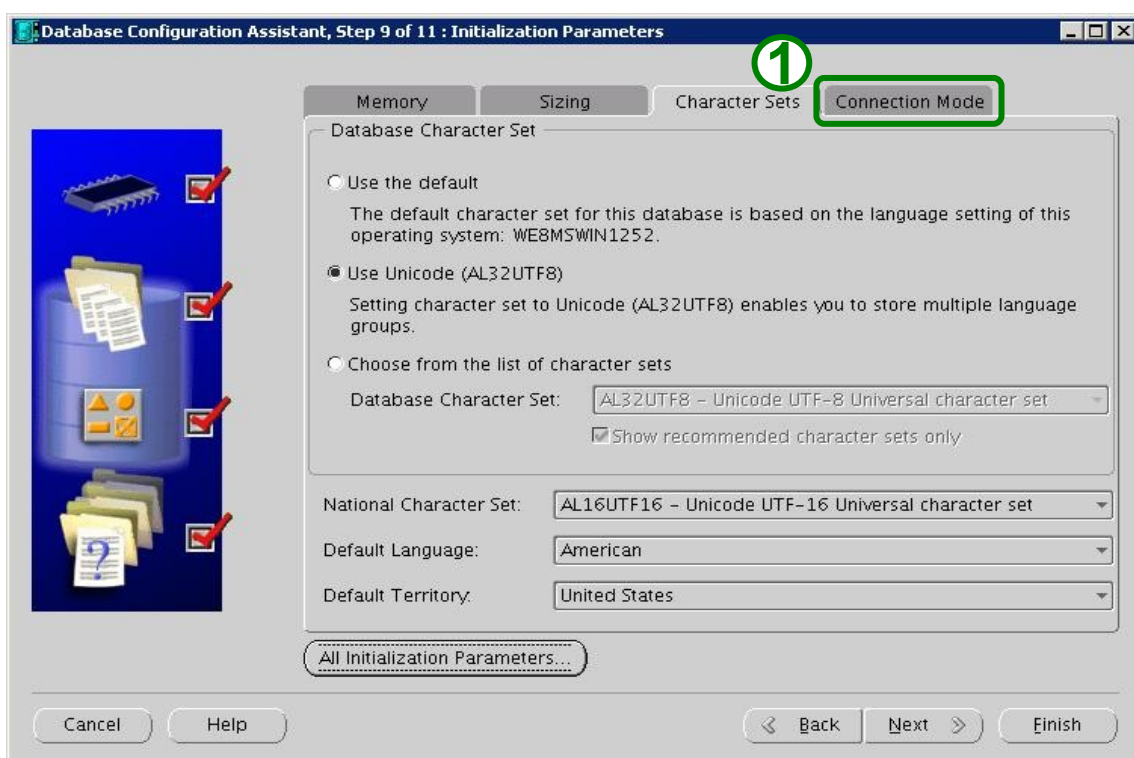 Database Configuration Assistant, Step 9 of 11 : Initialization Parameters
1
Memory Sizing Character Sets Connection Mode
Database Character Set
Use the default
The default character set for this database is based on the language setting of this
operating system: WE8MSWIN1252.
Use Unicode (AL32UTF8)
Setting character set to Unicode (AL32UTF8) enables you to store multiple language
groups.
Choose from the list of character sets
Database Character Set: AL32UTF8 – Unicode UTF-8 Universal character set
Show recommended character sets only
National Character Set: AL16UTF16 – Unicode UTF-16 Universal character set
Default Language: American
Default Territory: United States
All Initialization Parameters...
Cancel Help Back Next Finish
?